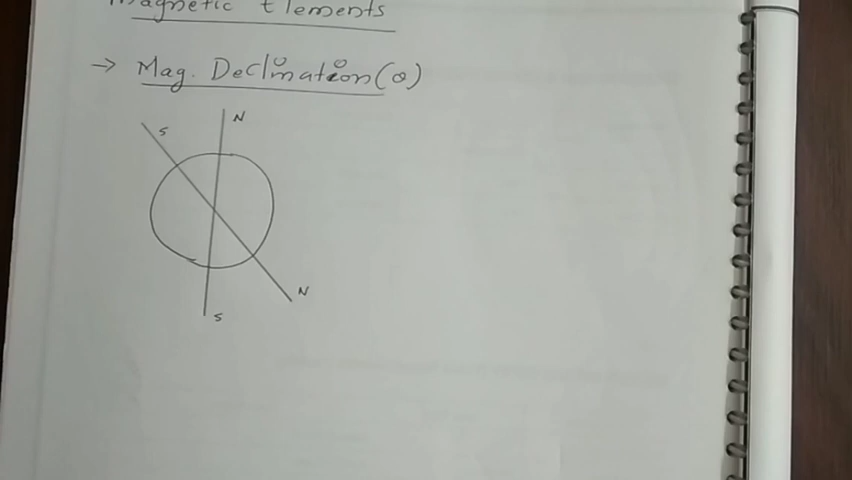 Magnetic Elements
→ Mag. Declination (θ)
S N
N
S